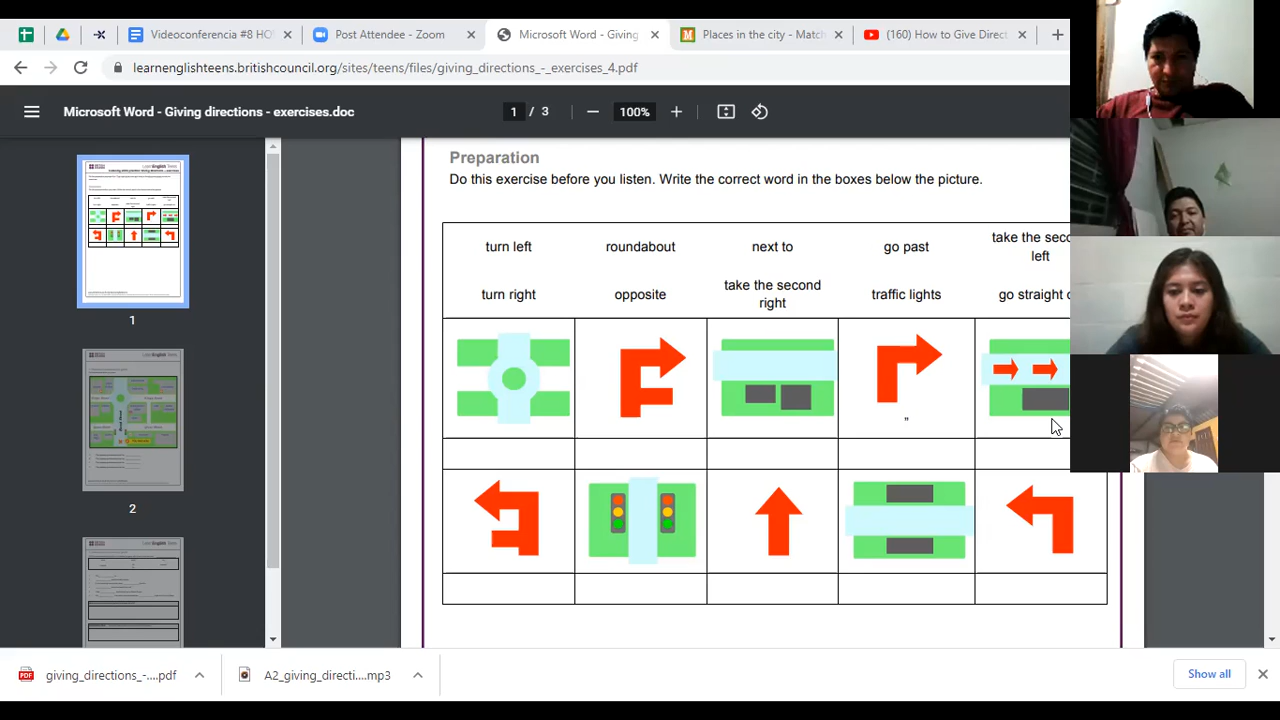 Videoconferencia #8 HO
Post Attendee - Zoom
Microsoft Word - Giving
Places in the city - Match
(160) How to Give Direct
learnenglishteens.britishcouncil.org/sites/teens/files/giving_directions_-_exercises_4.pdf
Microsoft Word - Giving directions - exercises.doc
1 / 3
100%
Preparation
Do this exercise before you listen. Write the correct word in the boxes below the picture.
turn left
roundabout
next to
go past
take the seco
left
turn right
opposite
take the second
right
traffic lights
go straight o
"
1
2
giving_directions_-....pdf
A2_giving_directi....mp3
Show all